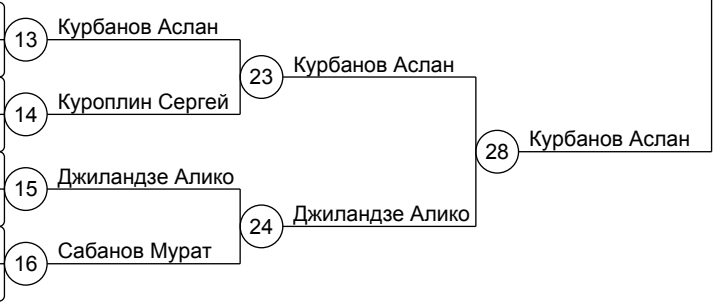 13 Курбанов Аслан
23 Курбанов Аслан
14 Куроплин Сергей
28 Курбанов Аслан
15 Джиландзе Алико
24 Джиландзе Алико
16 Сабанов Мурат